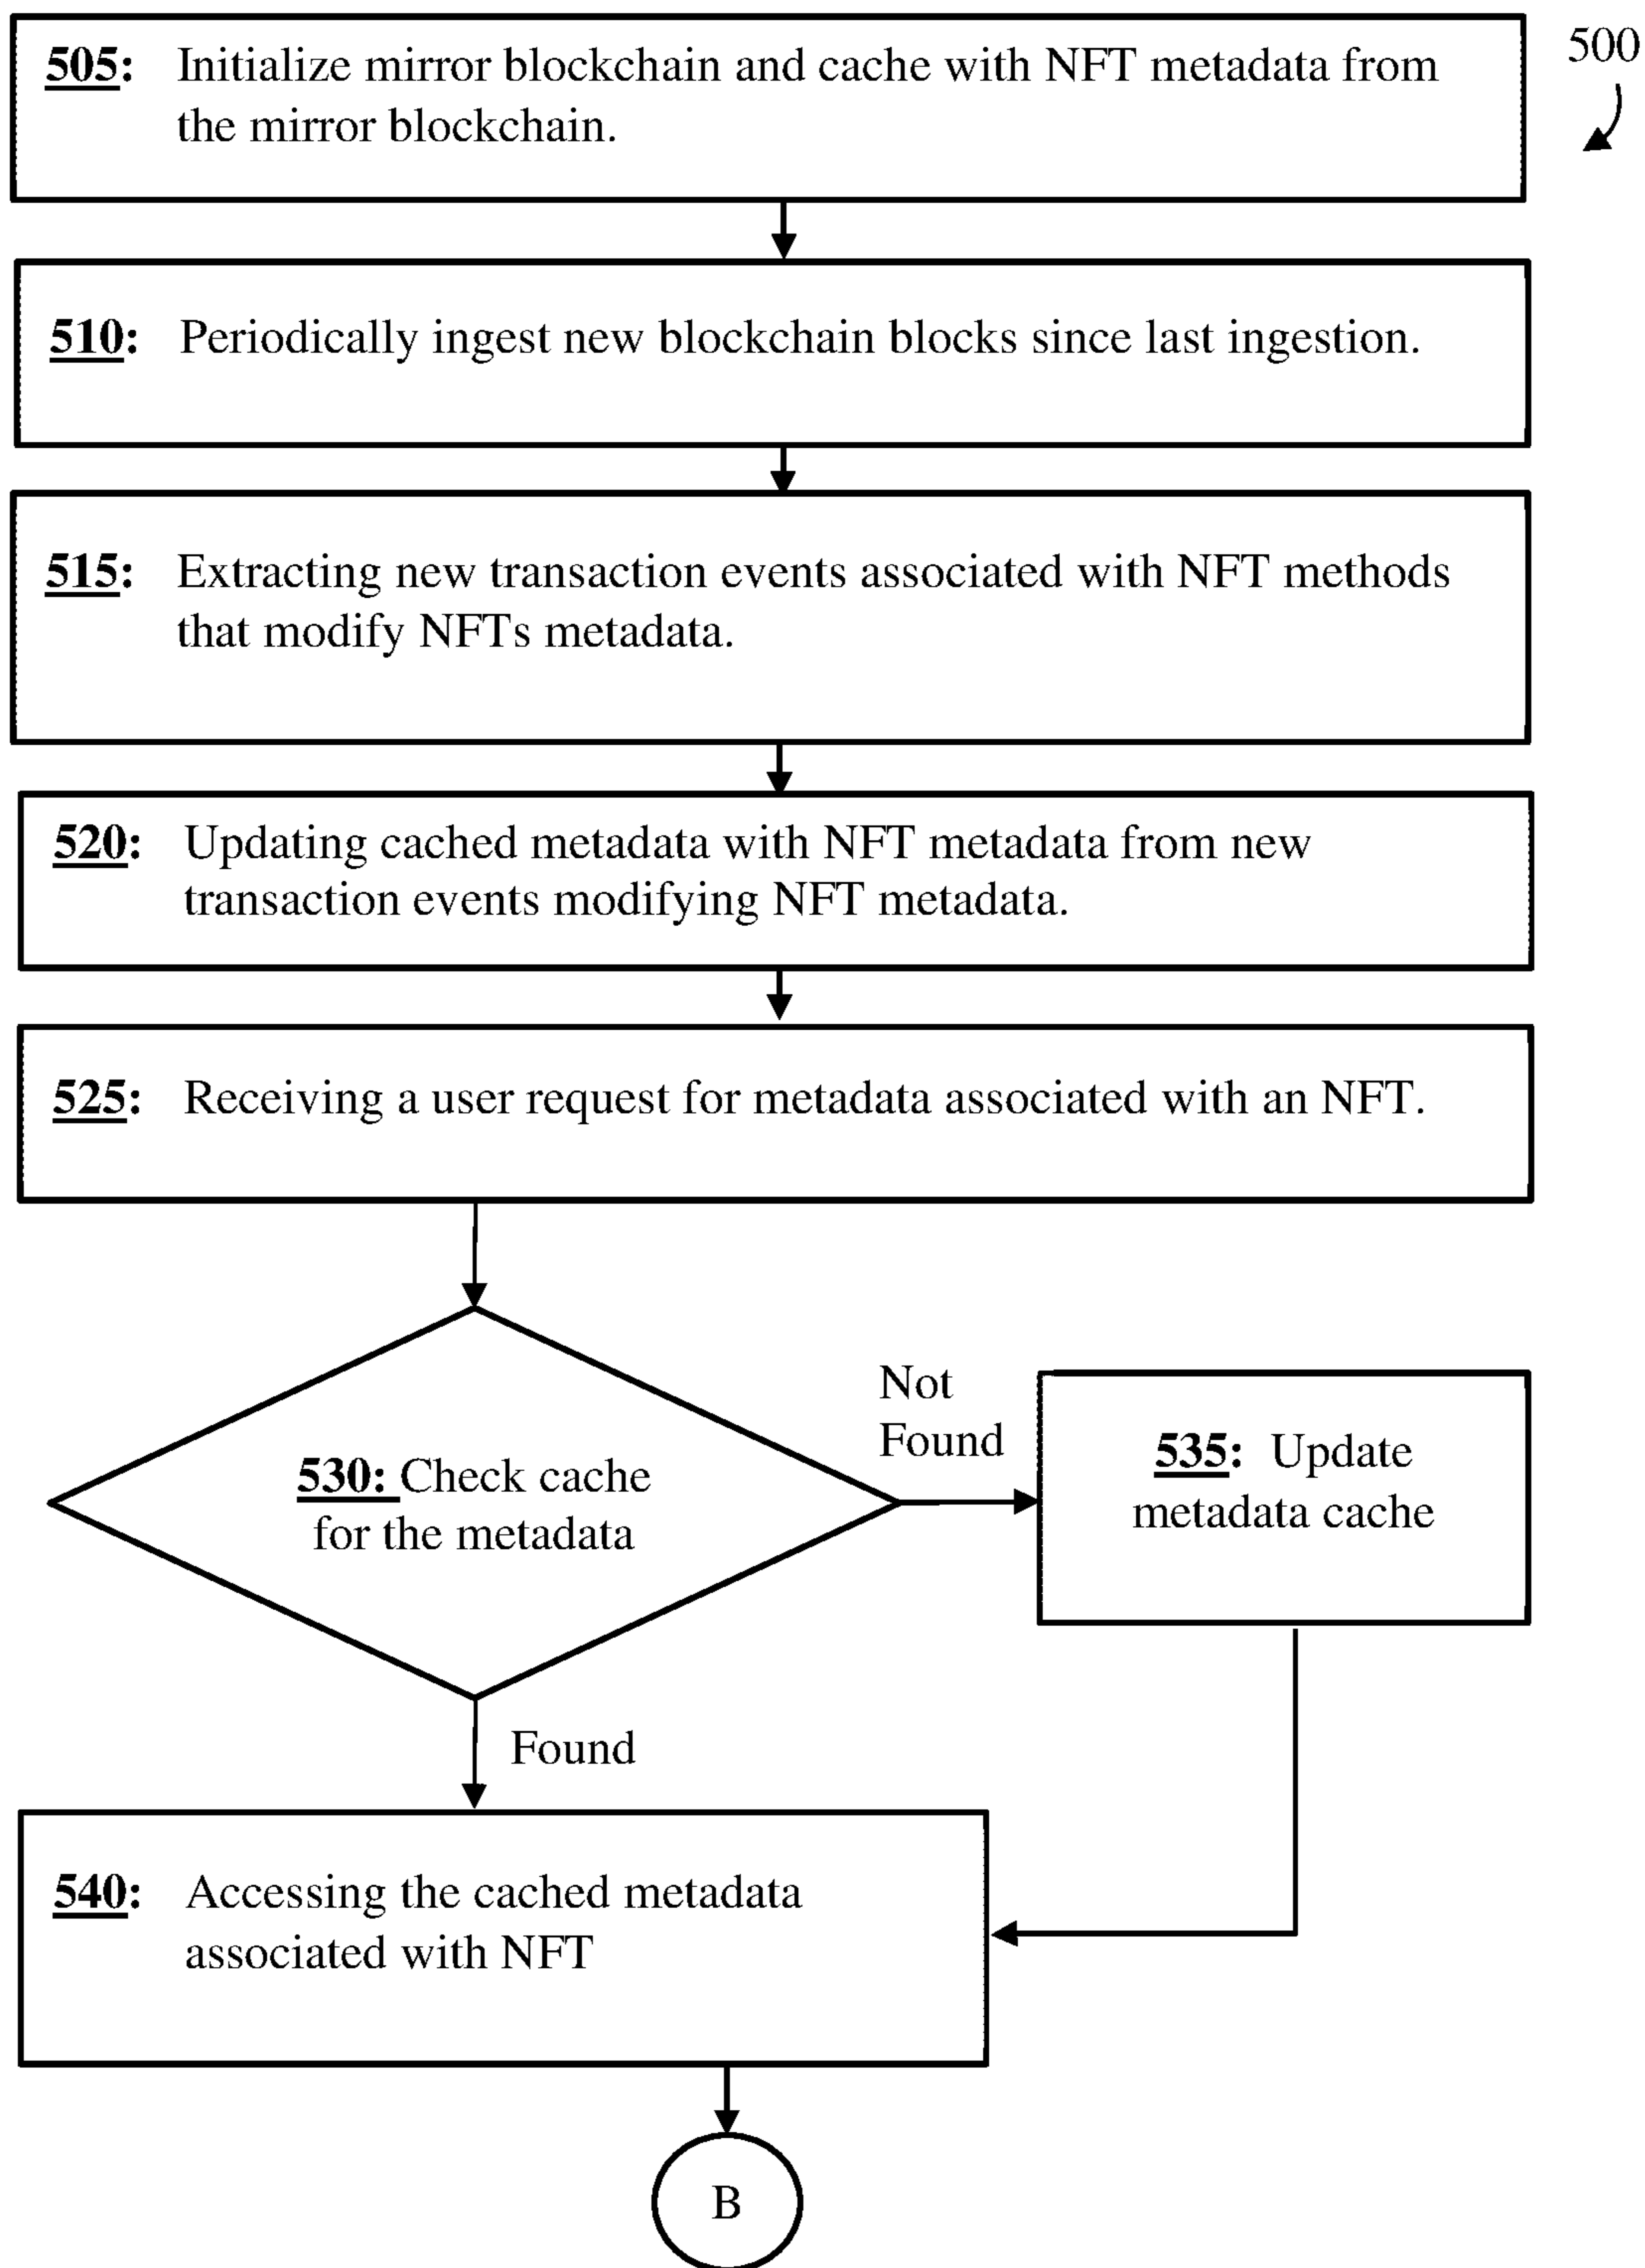 500
505: Initialize mirror blockchain and cache with NFT metadata from
the mirror blockchain.
510: Periodically ingest new blockchain blocks since last ingestion.
515: Extracting new transaction events associated with NFT methods
that modify NFTs metadata.
520: Updating cached metadata with NFT metadata from new
transaction events modifying NFT metadata.
525: Receiving a user request for metadata associated with an NFT.
530: Check cache
for the metadata
Not
Found
535: Update
metadata cache
Found
540: Accessing the cached metadata
associated with NFT
B